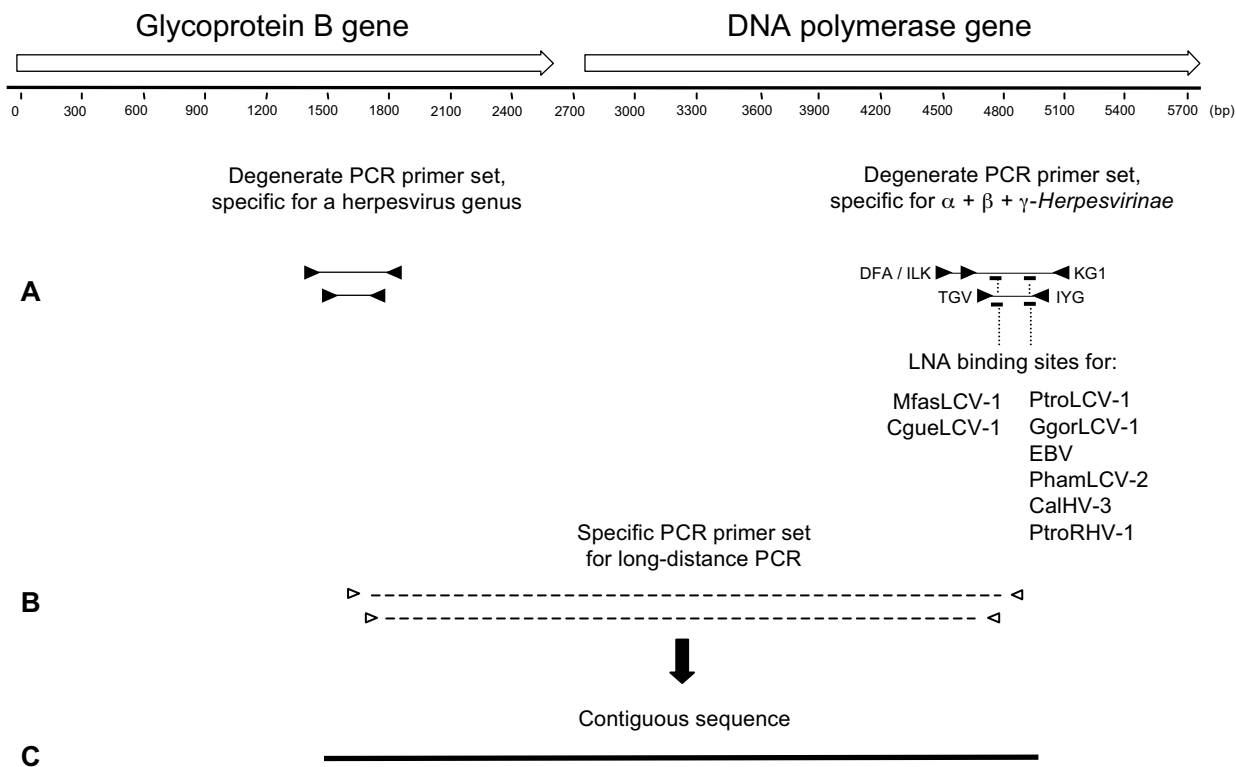 Glycoprotein B gene
DNA polymerase gene
0 300 600 900 1200 1500 1800 2100 2400 2700 3000 3300 3600 3900 4200 4500 4800 5100 5400 5700 (bp)
Degenerate PCR primer set,
specific for a herpesvirus genus
Degenerate PCR primer set,
specific for α + β + γ-Herpesvirinae
A
DFA / ILK
KG1
TGV
IYG
LNA binding sites for:
MfasLCV-1
CgueLCV-1
PtroLCV-1
GgorLCV-1
EBV
PhamLCV-2
CalHV-3
PtroRHV-1
Specific PCR primer set
for long-distance PCR
B
Contiguous sequence
C